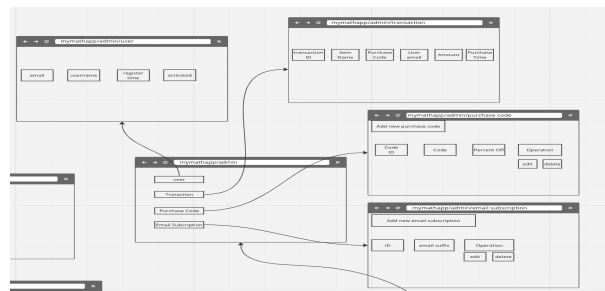 mymathapp/admin/transaction
transaction ID
Item Name
Purchase Code
User email
Amount
Purchase Time
mymathapp/admin/user
email
username
register time
activated
mymathapp/admin/purchase code
Add new purchase code
Code ID
Code
Percent Off
Operation
edit
delete
mymathapp/admin
user
Trasaction
Purchase Code
Email Subcription
mymathapp/admin/email subscription
Add new email subscription
ID
email suffix
Operation
edit
delete